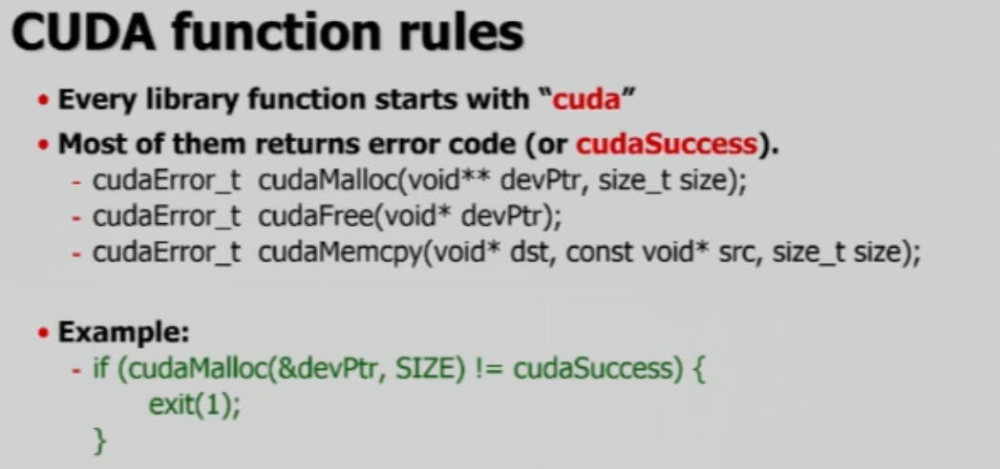 CUDA function rules
• Every library function starts with “cuda”
• Most of them returns error code (or cudaSuccess).
- cudaError_t cudaMalloc(void** devPtr, size_t size);
- cudaError_t cudaFree(void* devPtr);
- cudaError_t cudaMemcpy(void* dst, const void* src, size_t size);
• Example:
- if (cudaMalloc(&devPtr, SIZE) != cudaSuccess) {
exit(1);
}